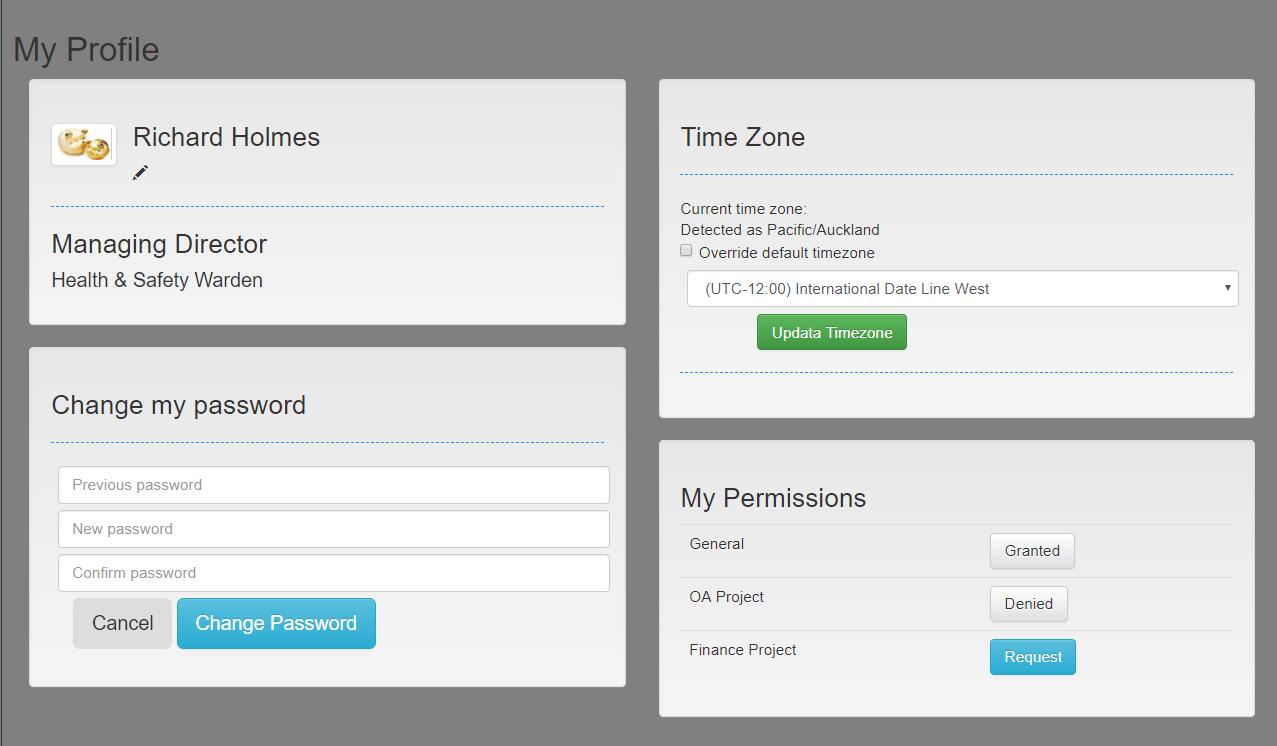 My Profile
Richard Holmes
Managing Director
Health & Safety Warden
Change my password
Previous password
New password
Confirm password
Cancel Change Password
Time Zone
Current time zone:
Detected as Pacific/Auckland
Override default timezone
(UTC-12:00) International Date Line West
Updata Timezone
My Permissions
General Granted
OA Project Denied
Finance Project Request